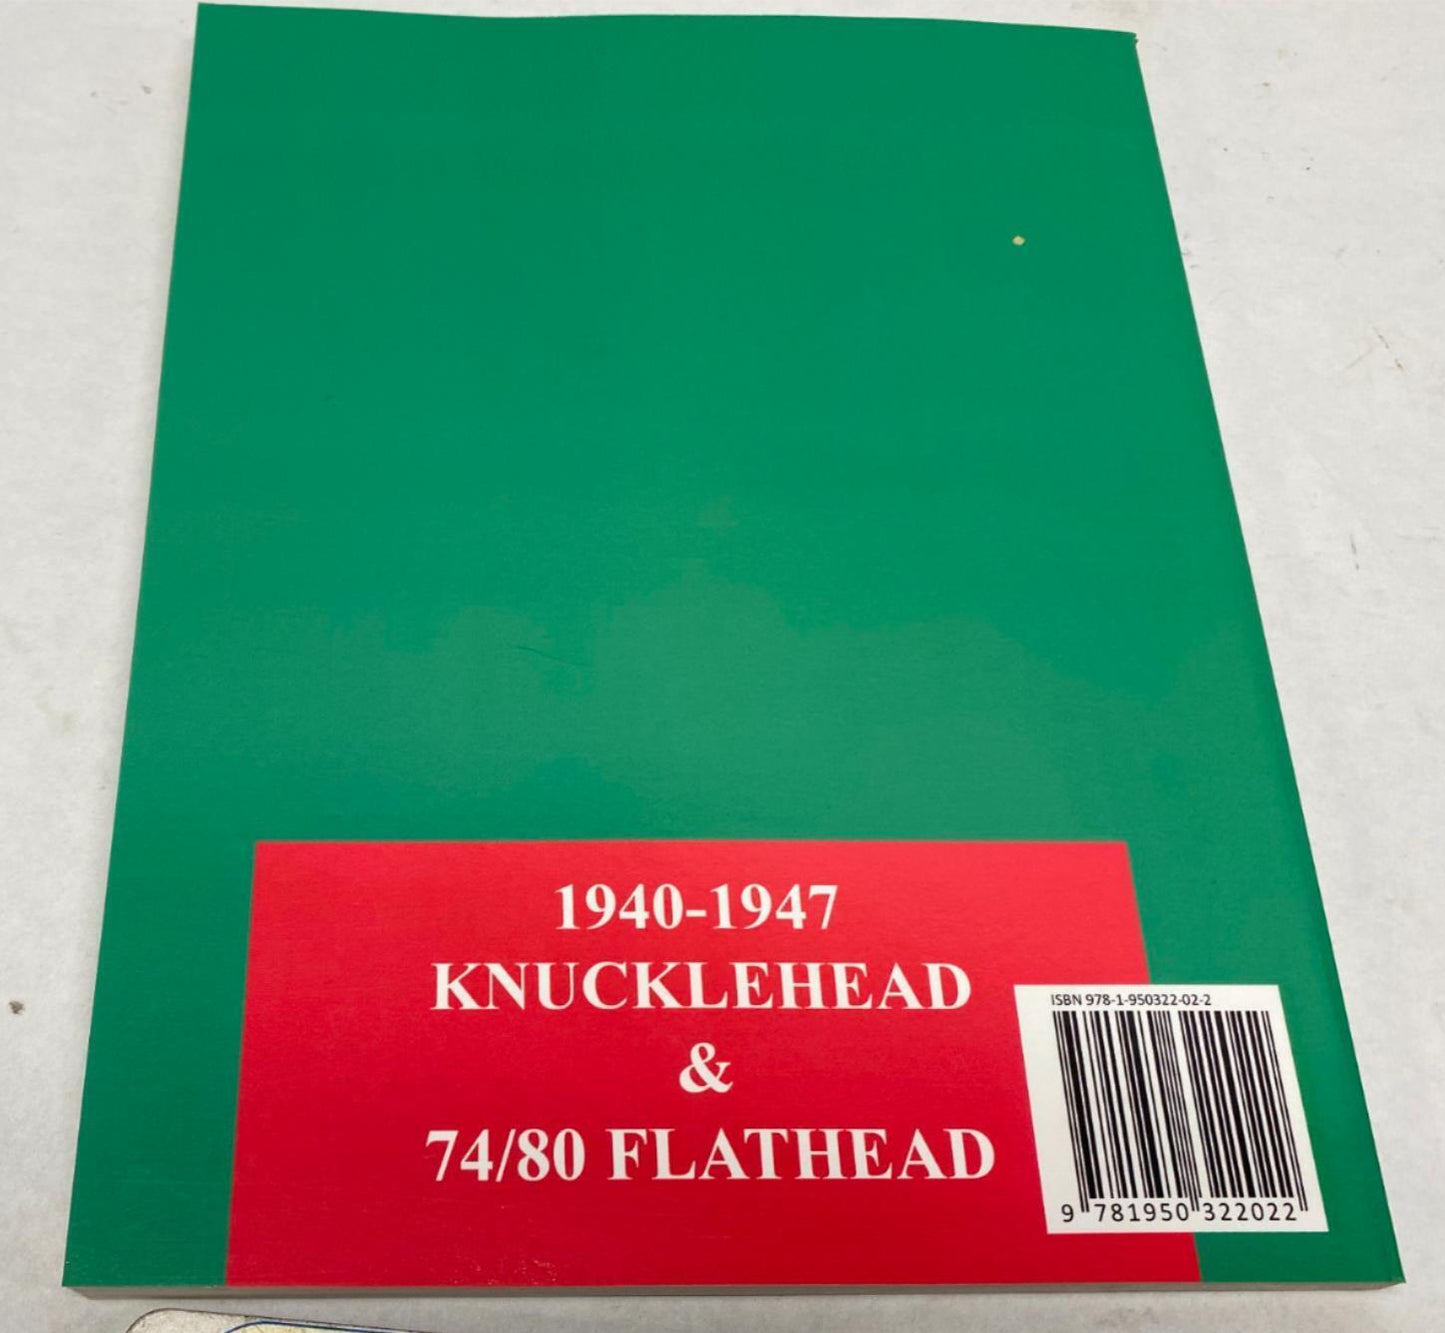 1940-1947
KNUCKLEHEAD
&
74/80 FLATHEAD
ISBN 978-1-950322-02-2
9 781950 322022